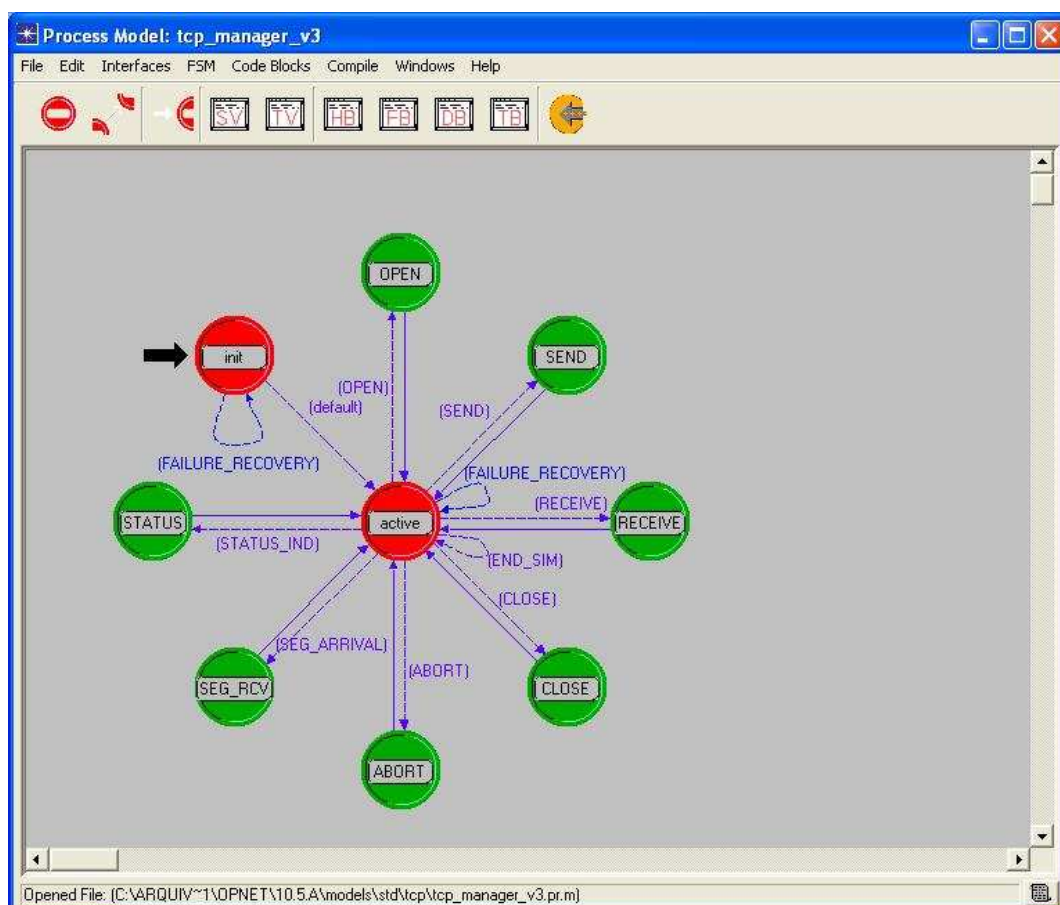 Process Model: tcp_manager_v3
File Edit Interfaces FSM Code Blocks Compile Windows Help
SV TV HB FB DB TB
OPEN
init
SEND
(OPEN)
(default)
(SEND)
(FAILURE_RECOVERY)
(FAILURE_RECOVERY)
(RECEIVE)
STATUS
active
RECEIVE
(STATUS_IND)
(END_SIM)
(CLOSE)
(SEG_ARRIVAL)
(ABORT)
SEG_RCV
CLOSE
ABORT
Opened File: (C:\ARQUIV~1\OPNET\10.5.A\models\std\tcp\tcp_manager_v3.pr.m)